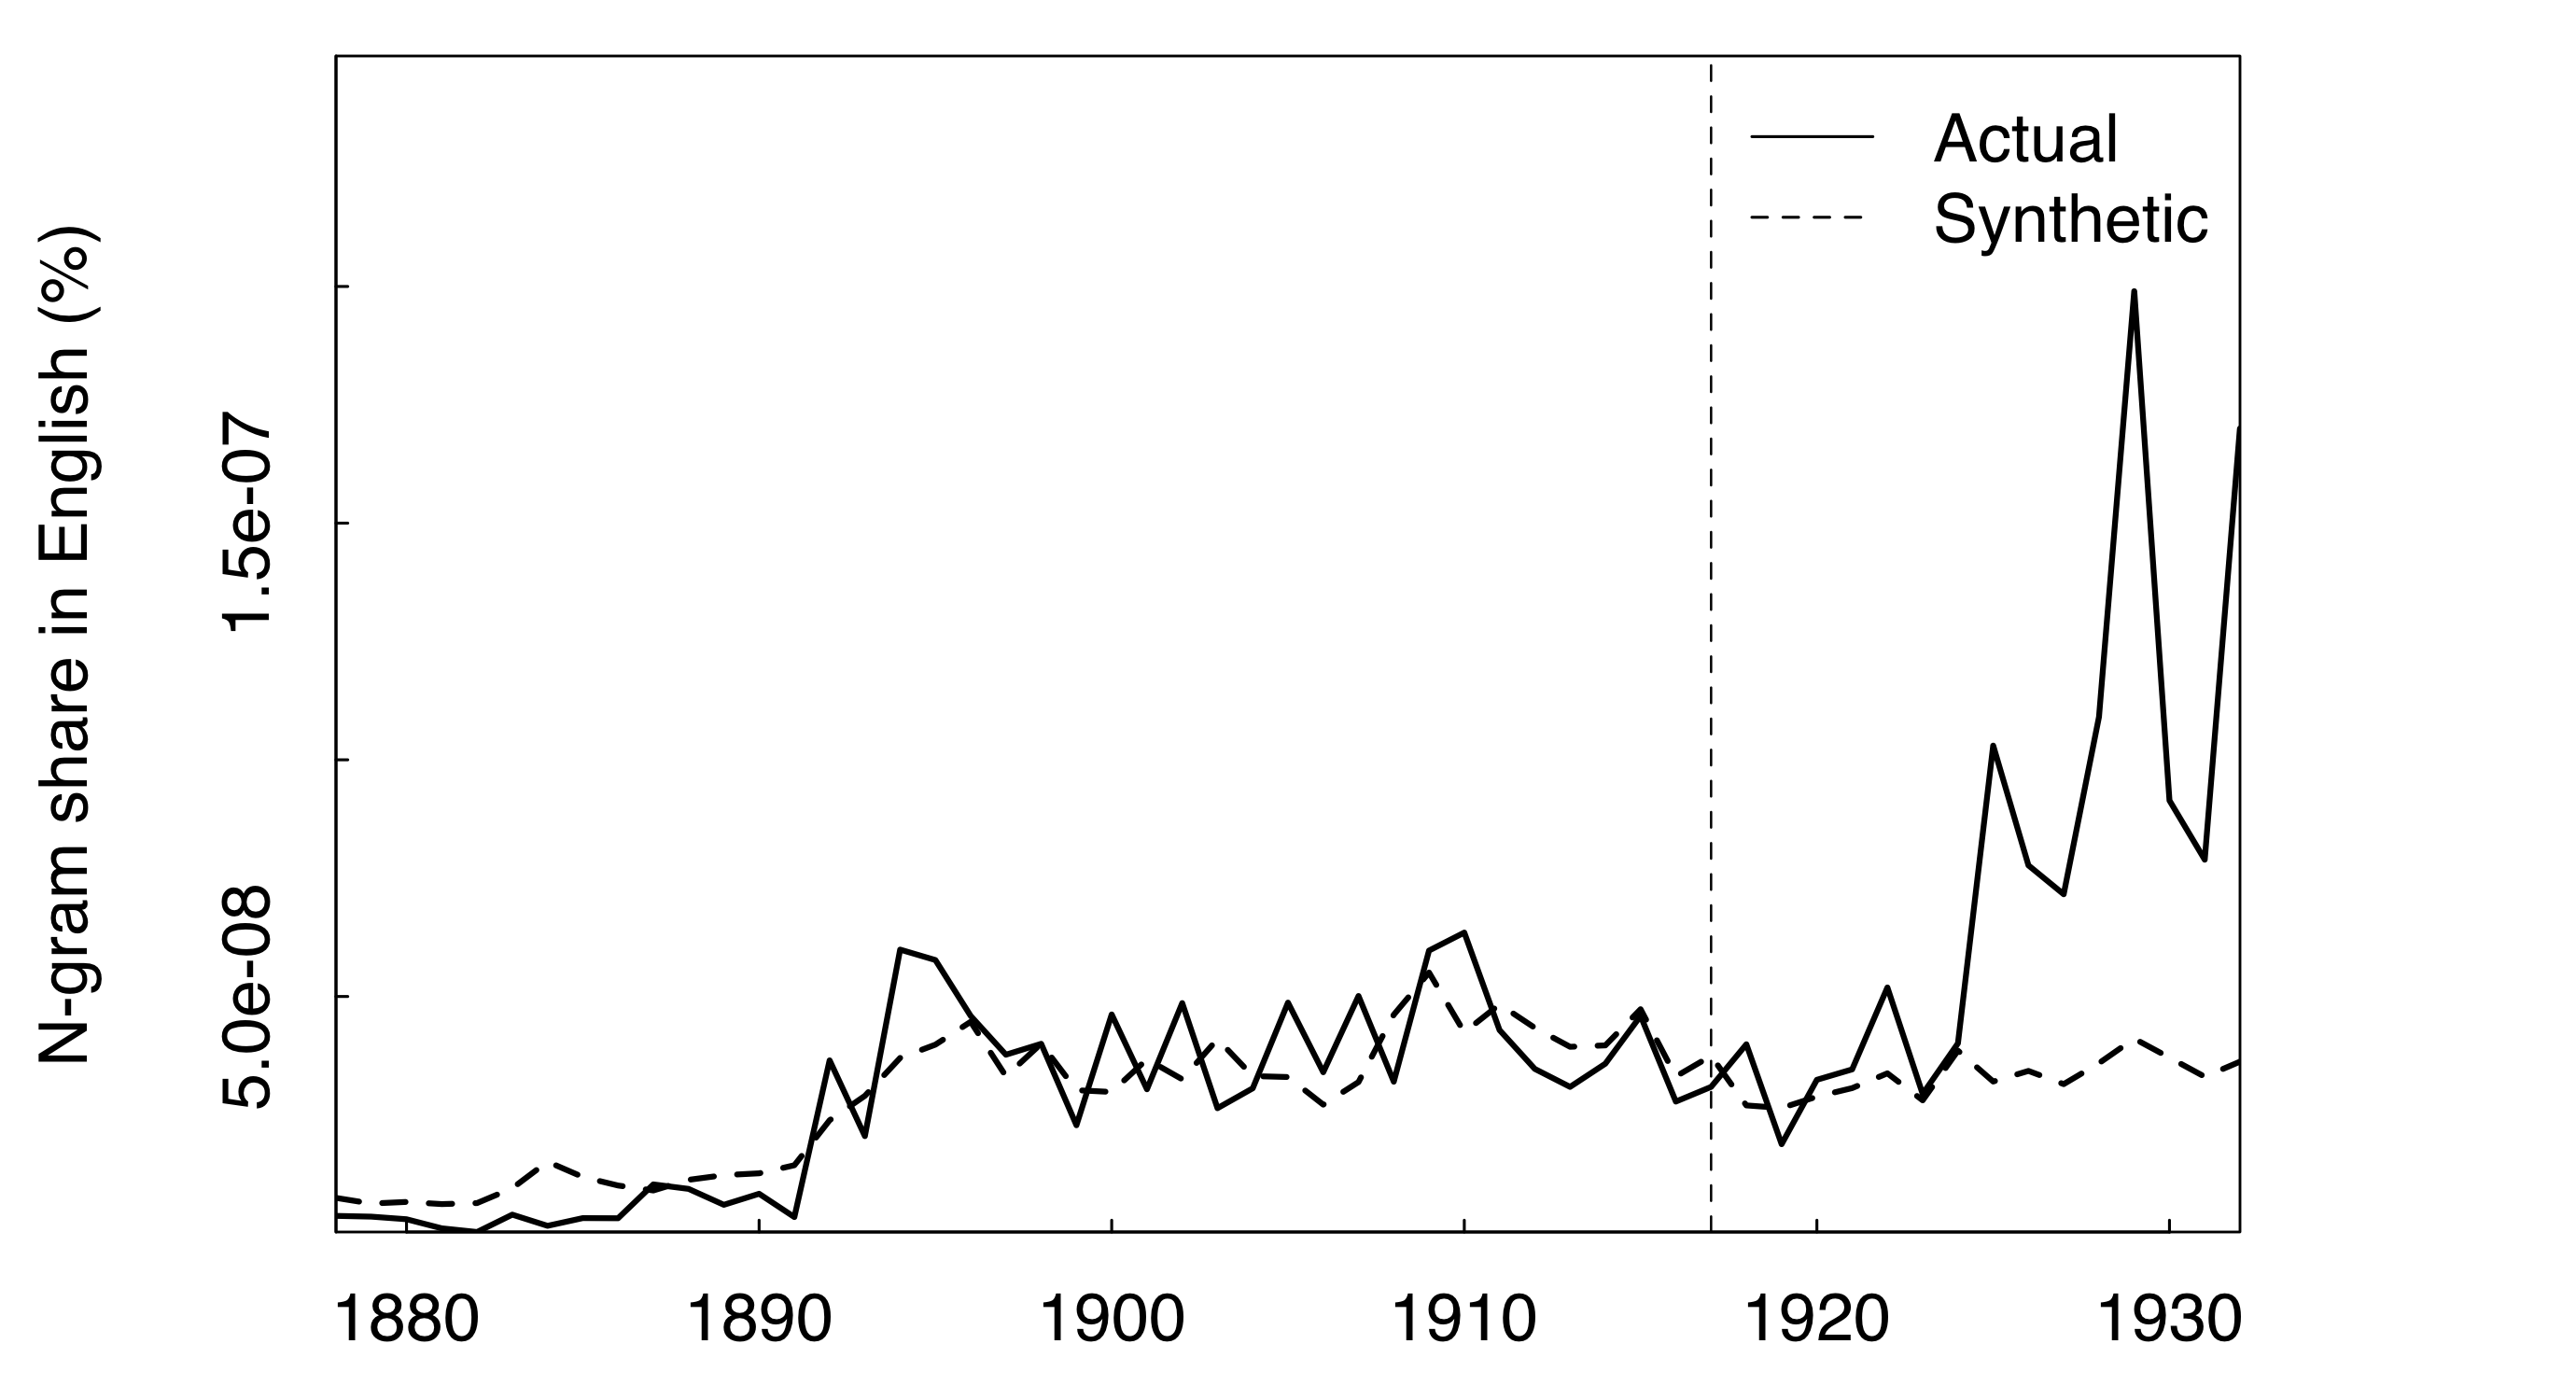 N-gram share in English (%)
1.5e-07
5.0e-08
Actual
Synthetic
1880 1890 1900 1910 1920 1930